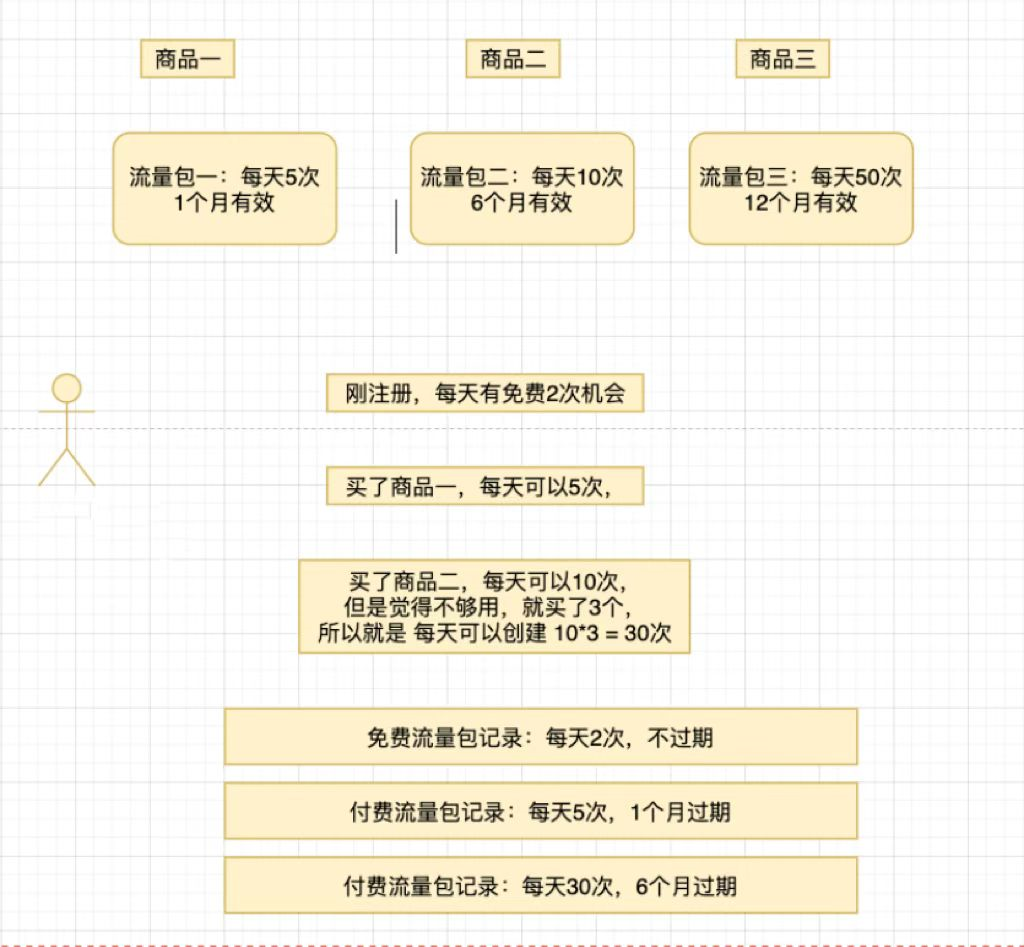 商品一
商品二
商品三
流量包一：每天5次
1个月有效
流量包二：每天10次
6个月有效
流量包三：每天50次
12个月有效
刚注册，每天有免费2次机会
买了商品一，每天可以5次，
买了商品二，每天可以10次，
但是觉得不够用，就买了3个，
所以就是 每天可以创建 10*3 = 30次
免费流量包记录：每天2次，不过期
付费流量包记录：每天5次，1个月过期
付费流量包记录：每天30次，6个月过期